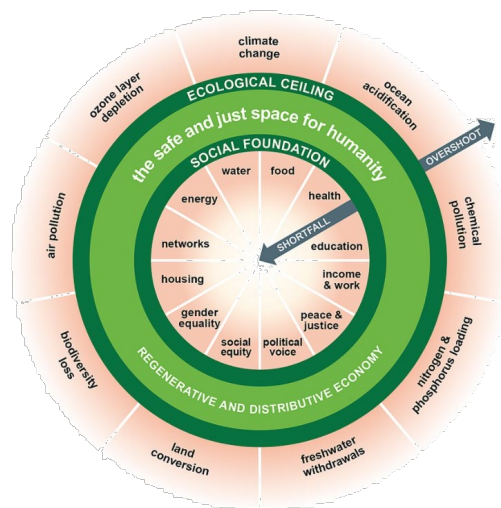 climate
change
ocean
acidification
chemical
pollution
nitrogen &
phosphorus loading
freshwater
withdrawals
land
conversion
biodiversity
loss
air pollution
ozone layer
depletion
ECOLOGICAL CEILING
the safe and just space for humanity
SOCIAL FOUNDATION
OVERSHOOT
SHORTFALL
water
food
health
education
income
& work
peace &
justice
political
voice
social
equity
gender
equality
housing
networks
energy
REGENERATIVE AND DISTRIBUTIVE ECONOMY